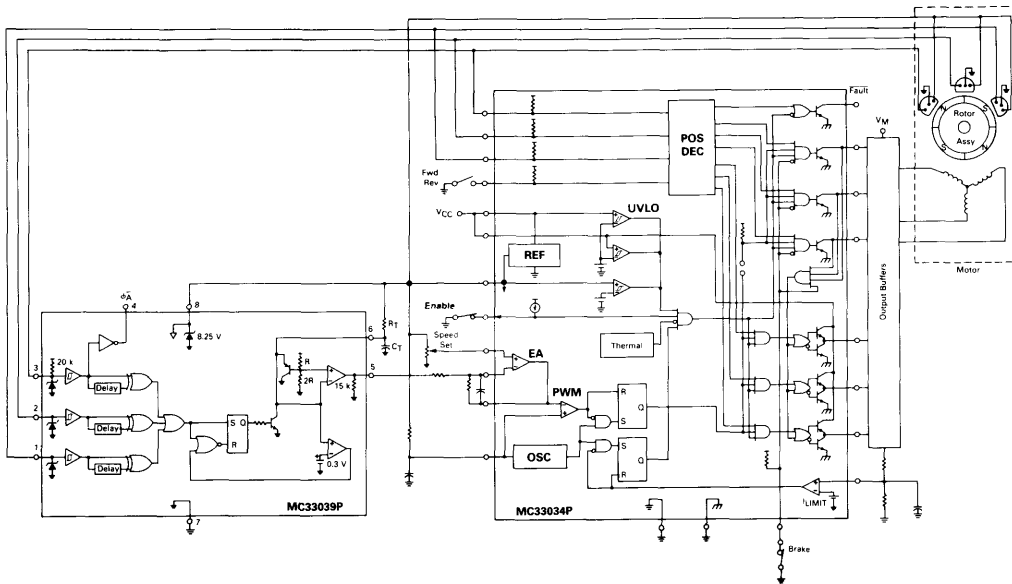 Fault
Rotor
Assy
N
S
S
N
Motor
VM
POS
DEC
Fwd
Rev
VCC
UVLO
REF
Output Buffers
Enable
Speed
Set
Thermal
EA
PWM
R
Q
S
S
Q
R
OSC
ILIMIT
MC33034P
Brake
φA
4
8
8.25 V
6
RT
CT
5
20 k
3
Delay
2
Delay
1
Delay
S Q
R
R
2R
15 k
0.3 V
MC33039P
7